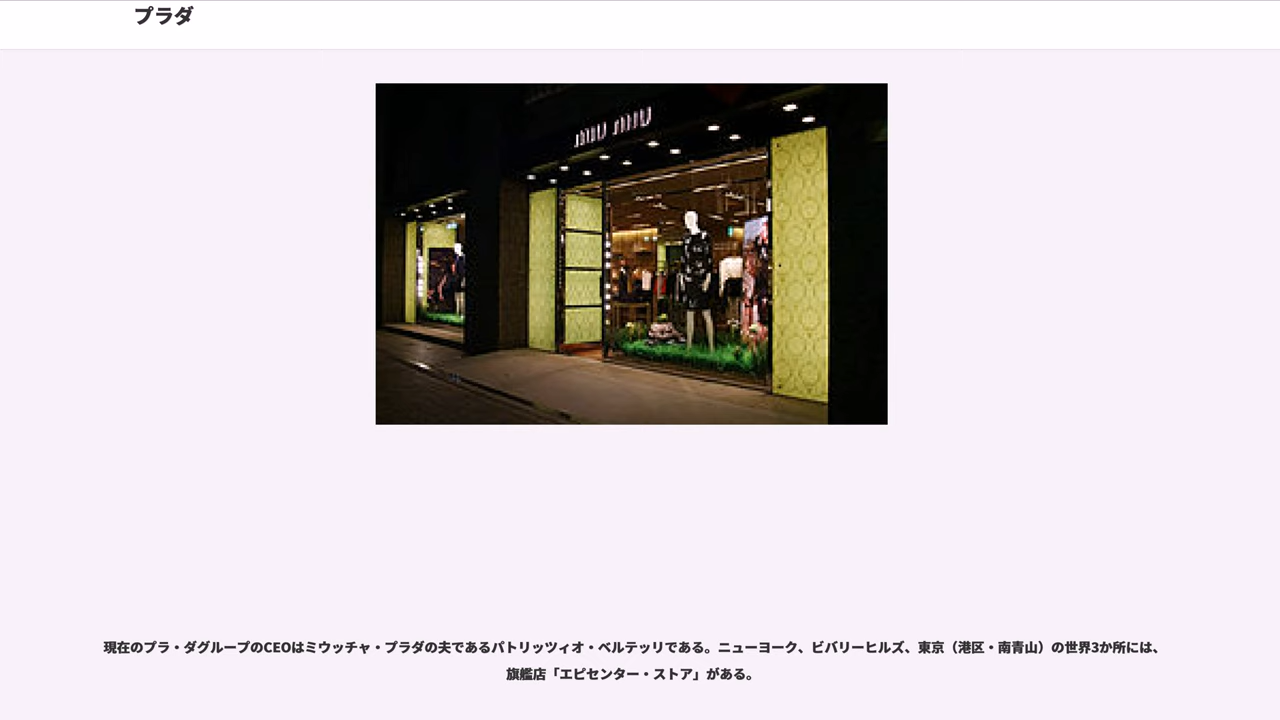 プラダ
miu miu
現在のプラ・ダグループのCEOはミウッチャ・プラダの夫であるパトリッツィオ・ベルテッリである。ニューヨーク、ビバリーヒルズ、東京（港区・南青山）の世界3か所には、
旗艦店「エピセンター・ストア」がある。